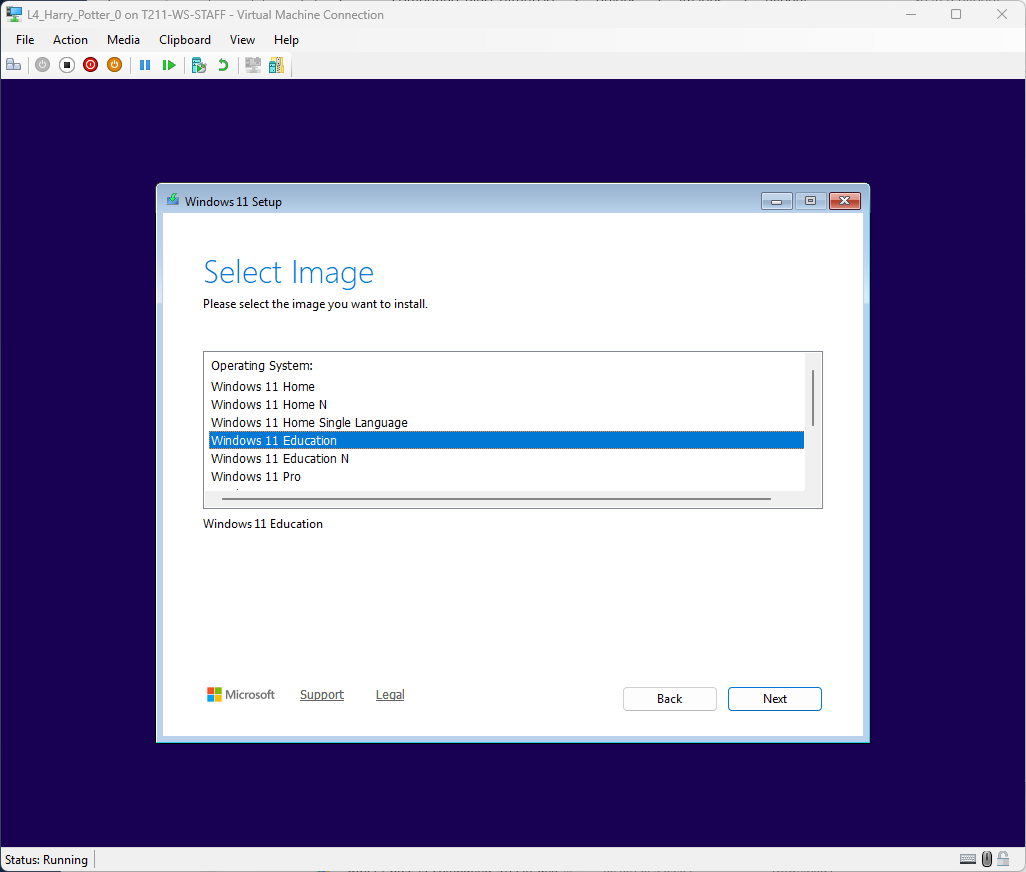 L4_Harry_Potter_0 on T211-WS-STAFF - Virtual Machine Connection
File Action Media Clipboard View Help
Windows 11 Setup
Select Image
Please select the image you want to install.
Operating System:
Windows 11 Home
Windows 11 Home N
Windows 11 Home Single Language
Windows 11 Education
Windows 11 Education N
Windows 11 Pro
Windows 11 Education
Microsoft Support Legal
Back Next
Status: Running